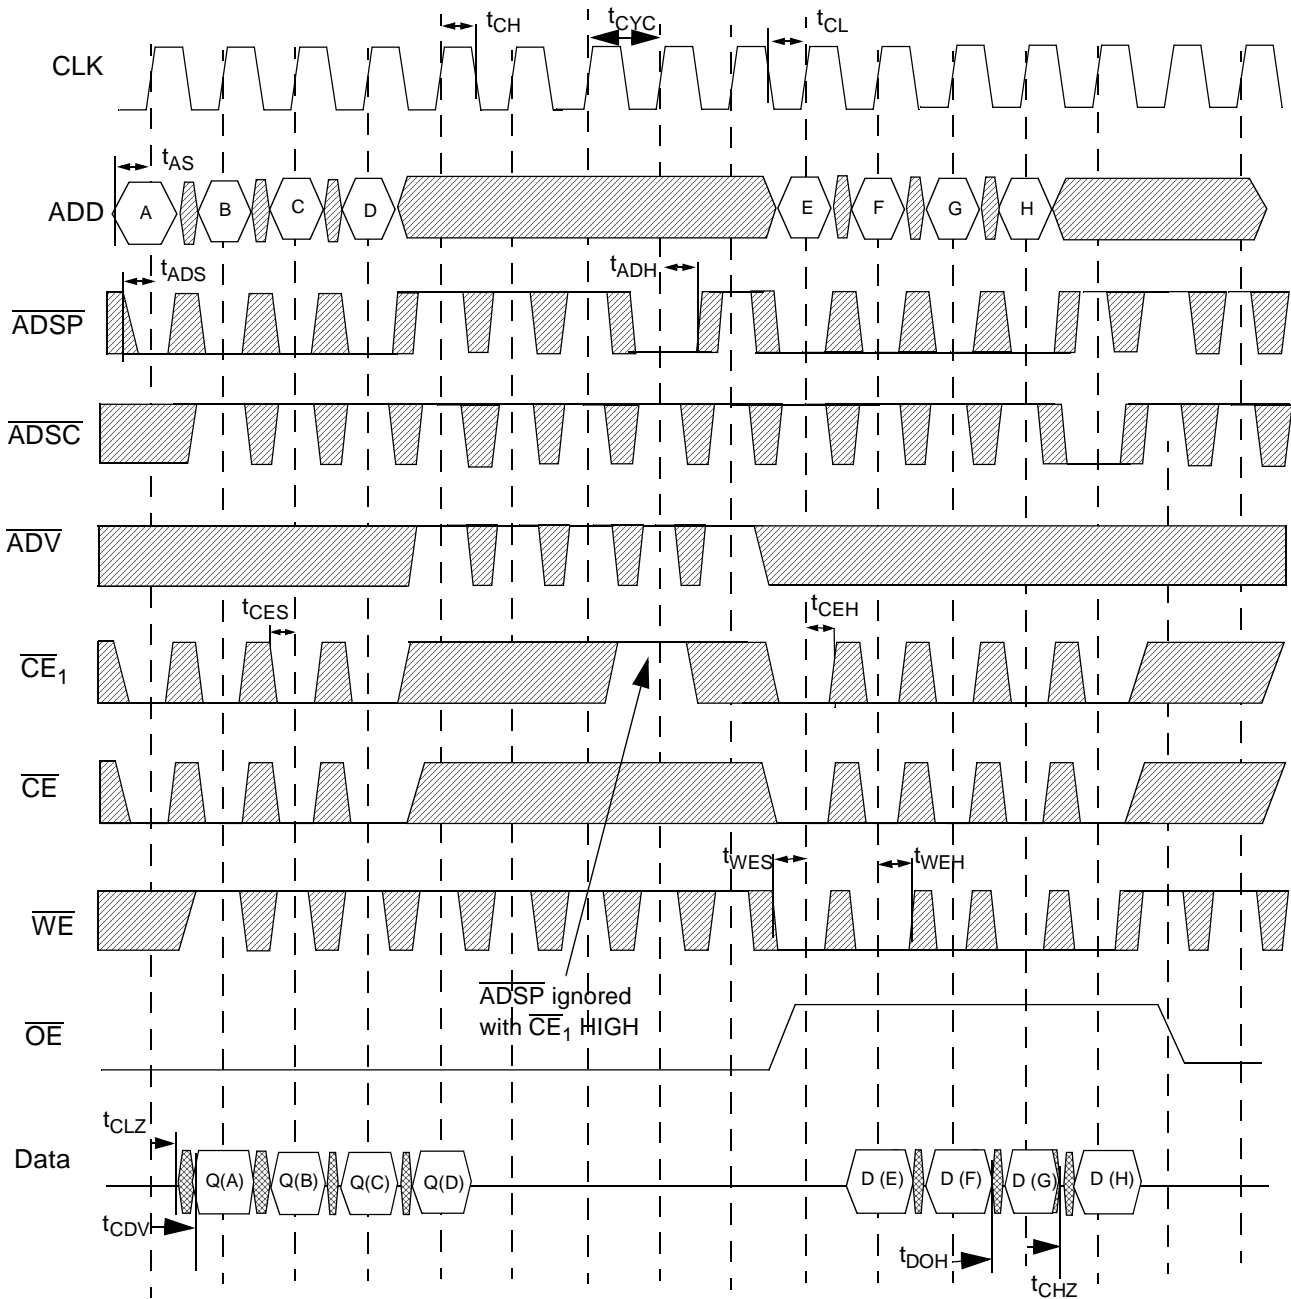 tCH
tCYC
tCL
CLK
tAS
ADD
A
B
C
D
E
F
G
H
tADS
tADH
ADSP
ADSC
ADV
tCES
tCEH
CE1
CE
tWES
tWEH
WE
ADSP ignored
with CE1 HIGH
OE
tCLZ
Data
Q(A)
Q(B)
Q(C)
Q(D)
D (E)
D (F)
D (G)
D (H)
tCDV
tDOH
tCHZ